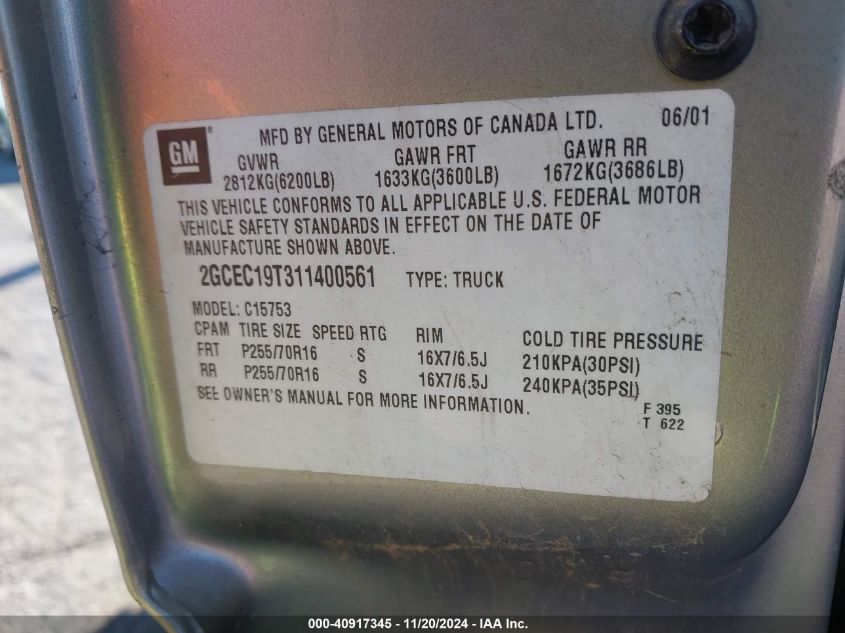 GM®
MFD BY GENERAL MOTORS OF CANADA LTD. 06/01
GVWR GAWR FRT GAWR RR
2812KG(6200LB) 1633KG(3600LB) 1672KG(3686LB)
THIS VEHICLE CONFORMS TO ALL APPLICABLE U.S. FEDERAL MOTOR
VEHICLE SAFETY STANDARDS IN EFFECT ON THE DATE OF
MANUFACTURE SHOWN ABOVE.
2GCEC19T311400561 TYPE: TRUCK
MODEL: C15753
CPAM TIRE SIZE SPEED RTG RIM COLD TIRE PRESSURE
FRT P255/70R16 S 16X7/6.5J 210KPA(30PSI)
RR P255/70R16 S 16X7/6.5J 240KPA(35PSI)
SEE OWNER'S MANUAL FOR MORE INFORMATION.
F 395
T 622
000-40917345 - 11/20/2024 - IAA Inc.